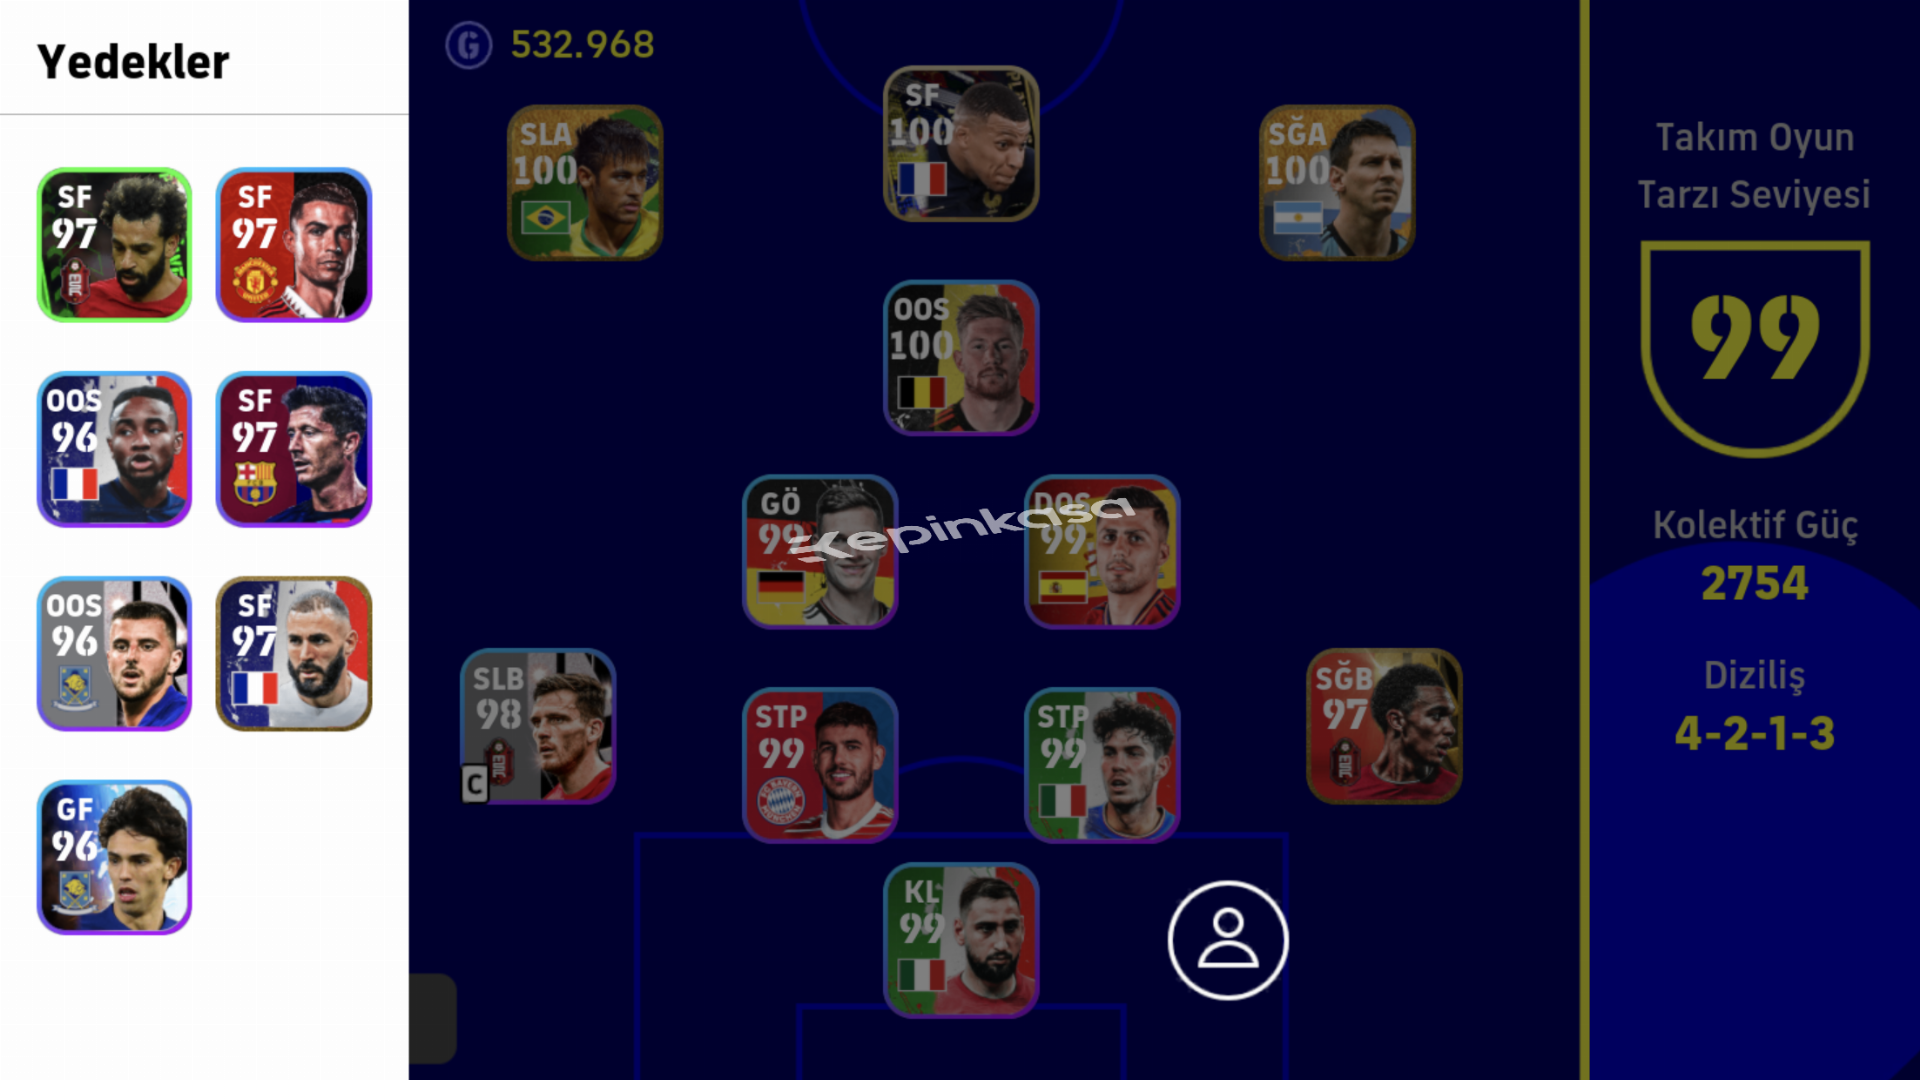 Yedekler
SF
97
SF
97
OOS
96
SF
97
OOS
96
SF
97
GF
96
532.968
SLA
100
SF
100
SĞA
100
OOS
100
GÖ
99
DOS
99
epinkasa
SLB
98
C
STP
99
STP
99
SĞB
97
KL
99
Takım Oyun
Tarzı Seviyesi
99
Kolektif Güç
2754
Diziliş
4-2-1-3